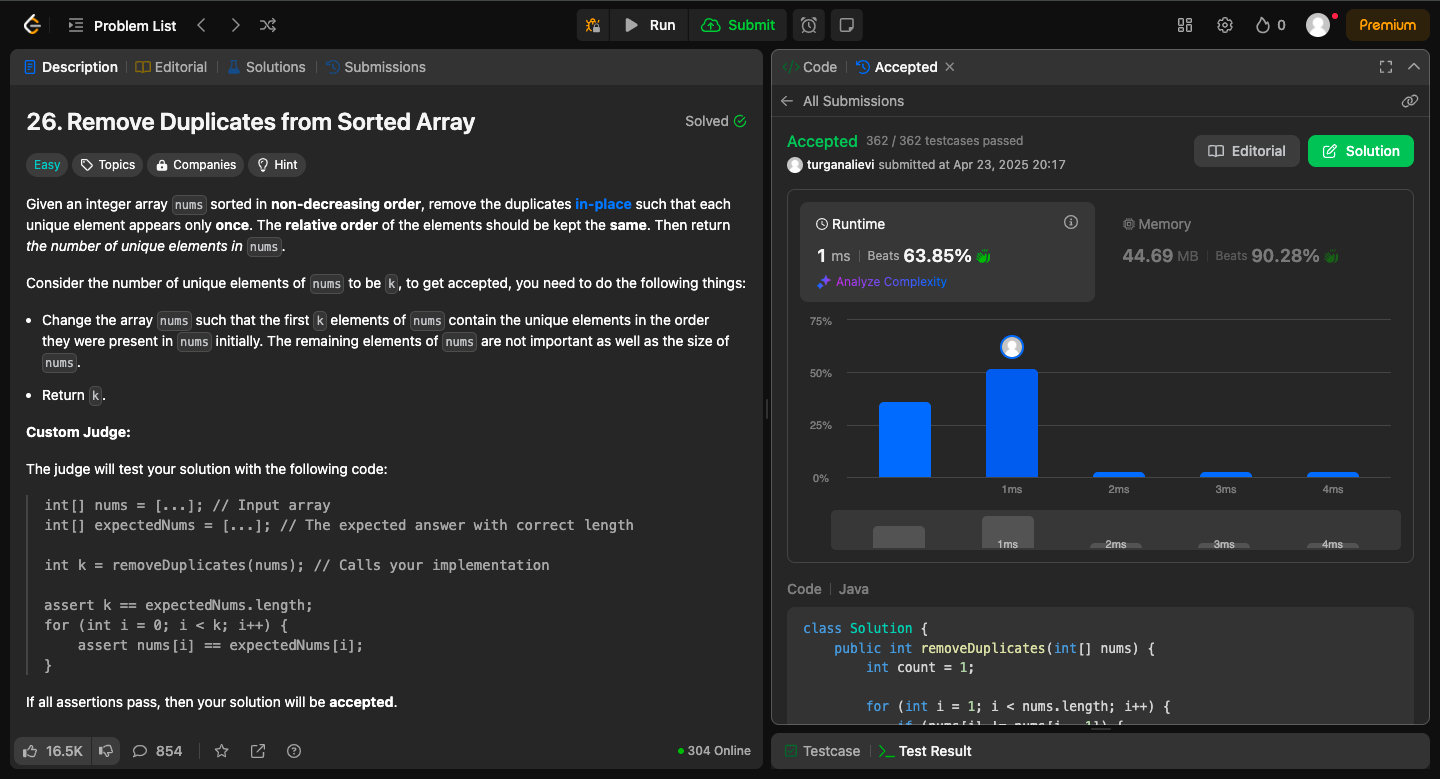 Problem List
Run
Submit
0
Premium
Description
Editorial
Solutions
Submissions
26. Remove Duplicates from Sorted Array
Solved
Easy
Topics
Companies
Hint
Given an integer array nums sorted in non-decreasing order, remove the duplicates in-place such that each
unique element appears only once. The relative order of the elements should be kept the same. Then return
the number of unique elements in nums.
Consider the number of unique elements of nums to be k, to get accepted, you need to do the following things:
• Change the array nums such that the first k elements of nums contain the unique elements in the order
they were present in nums initially. The remaining elements of nums are not important as well as the size of
nums.
• Return k.
Custom Judge:
The judge will test your solution with the following code:
int[] nums = [...]; // Input array
int[] expectedNums = [...]; // The expected answer with correct length
int k = removeDuplicates(nums); // Calls your implementation
assert k == expectedNums.length;
for (int i = 0; i < k; i++) {
    assert nums[i] == expectedNums[i];
}
If all assertions pass, then your solution will be accepted.
16.5K
854
304 Online
</> Code
Accepted
All Submissions
Accepted 362 / 362 testcases passed
turganalievi submitted at Apr 23, 2025 20:17
Editorial
Solution
Runtime
1 ms | Beats 63.85%
Analyze Complexity
Memory
44.69 MB | Beats 90.28%
75%
50%
25%
0%
1ms
2ms
3ms
4ms
1ms
2ms
3ms
4ms
Code | Java
class Solution {
    public int removeDuplicates(int[] nums) {
        int count = 1;
        for (int i = 1; i < nums.length; i++) {
            if (nums[i] != nums[i - 1]) {
Testcase
Test Result